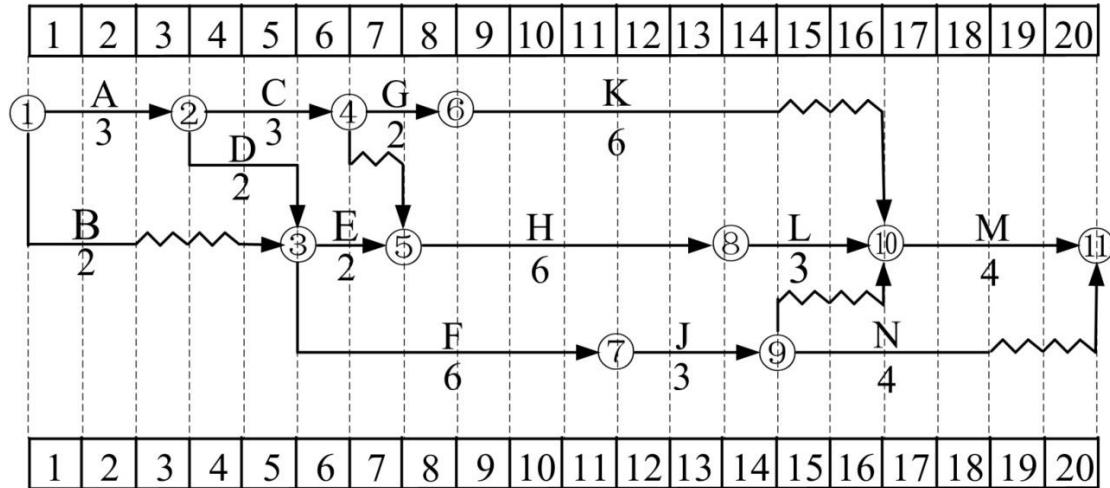 1 2 3 4 5 6 7 8 9 10 11 12 13 14 15 16 17 18 19 20
① A ② C ④ G ⑥ K
3 3 2 6
D
2
B ③ E ⑤ H ⑧ L ⑩ M ⑪
2 2 6 3 4
F ⑦ J ⑨ N
6 3 4
1 2 3 4 5 6 7 8 9 10 11 12 13 14 15 16 17 18 19 20